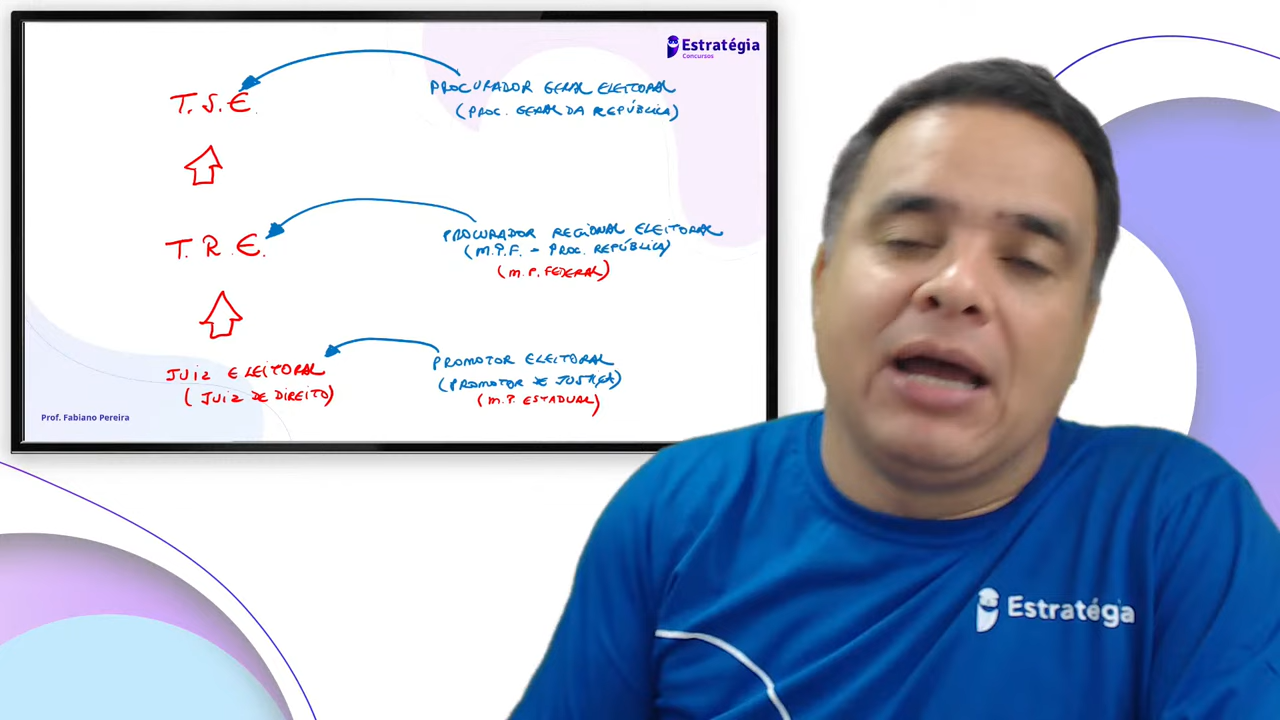 Estratégia
Concursos
T.S.E.
PROCURADOR GERAL ELEITORAL
(PROC. GERAL DA REPÚBLICA)
T.R.E.
PROCURADOR REGIONAL ELEITORAL
(M.P.F. - PROC. REPÚBLICA)
(M.P. FEDERAL)
JUIZ ELEITORAL
(JUIZ DE DIREITO)
PROMOTOR ELEITORAL
(PROMOTOR DE JUSTIÇA)
(M.P. ESTADUAL)
Prof. Fabiano Pereira
Estratégia